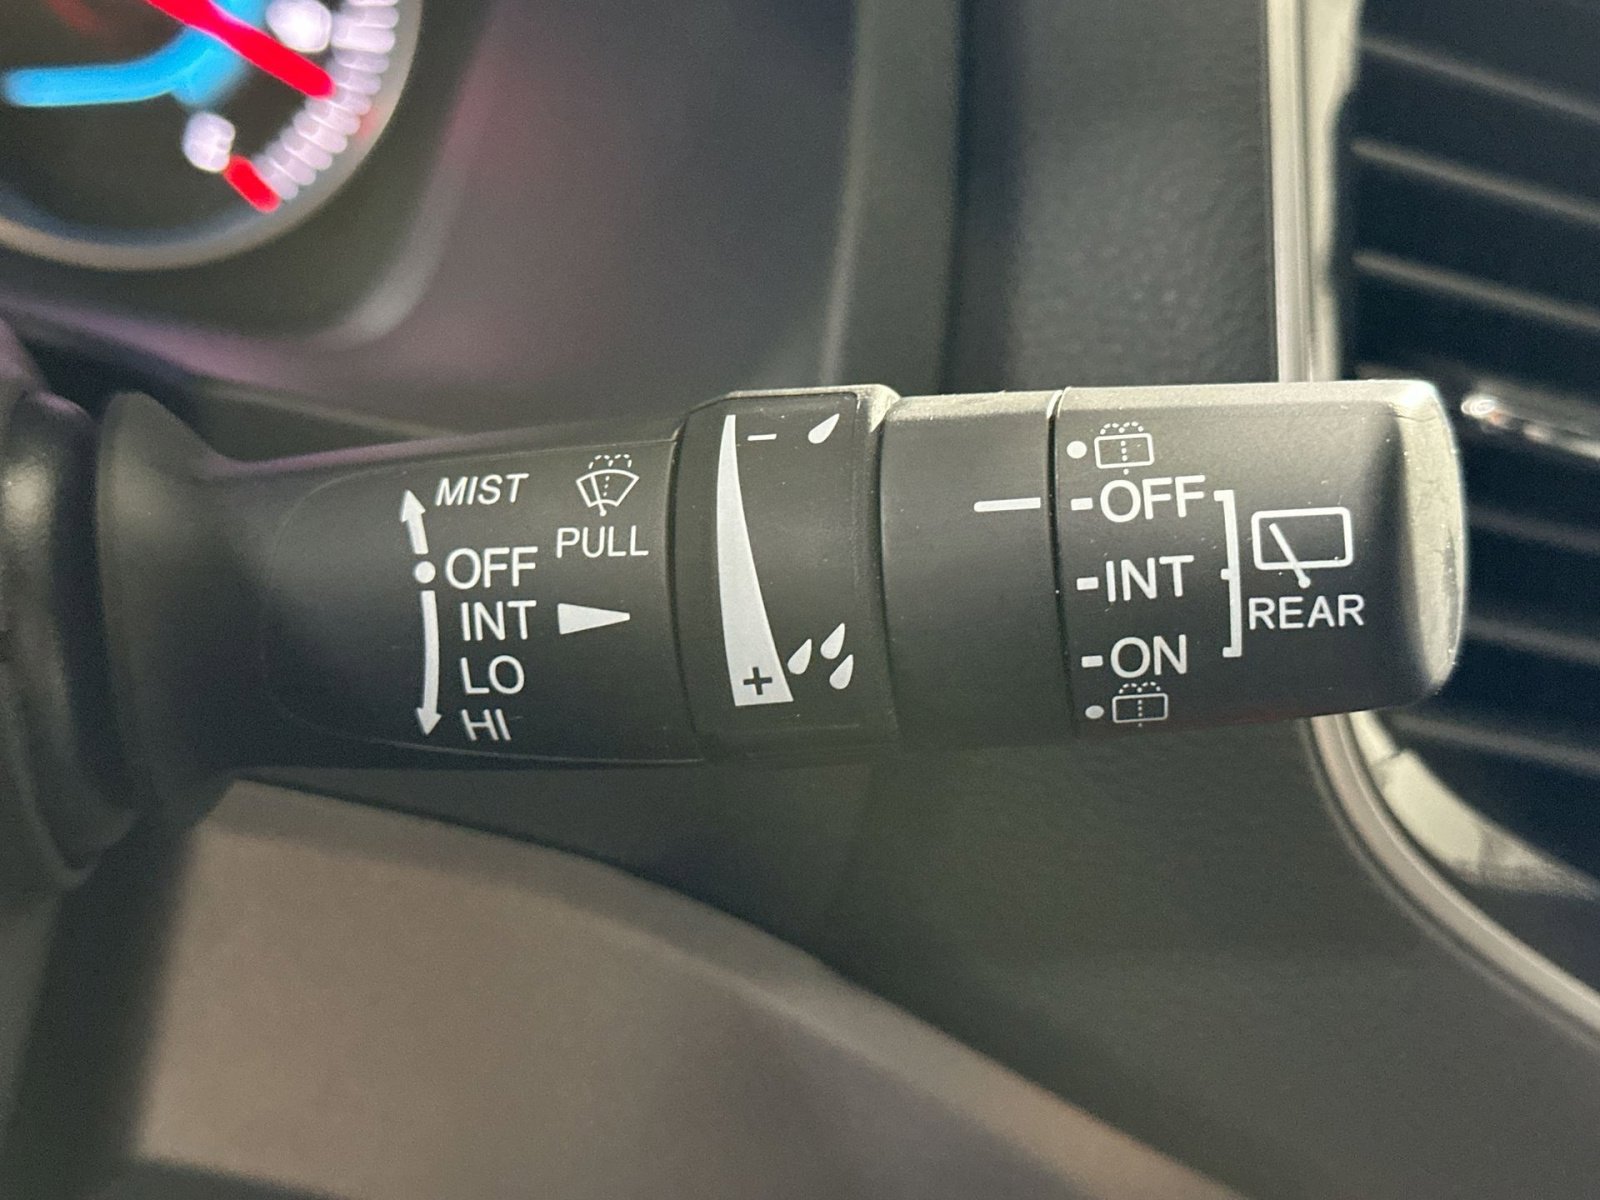 MIST
PULL
OFF
INT
LO
HI
−
+
OFF
INT
ON
REAR